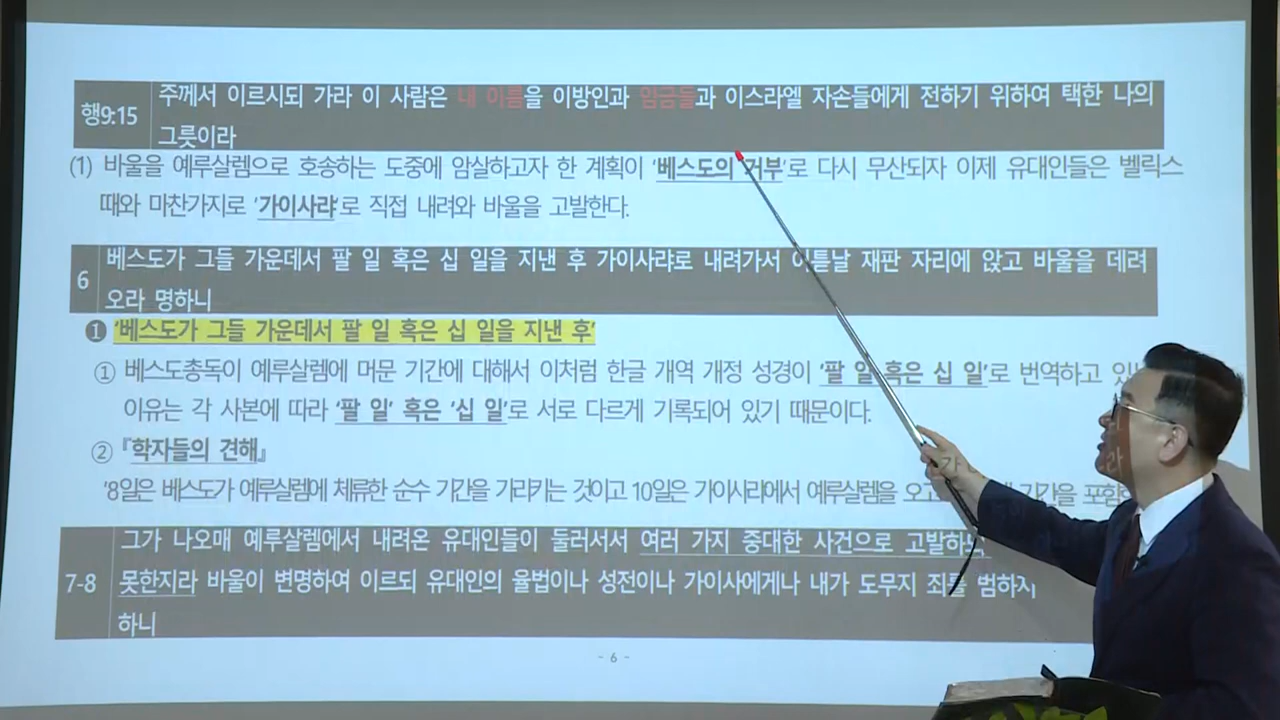 행9:15 주께서 이르시되 가라 이 사람은 내 이름을 이방인과 임금들과 이스라엘 자손들에게 전하기 위하여 택한 나의
그릇이라
(1) 바울을 예루살렘으로 호송하는 도중에 암살하고자 한 계획이 '베스도의 거부'로 다시 무산되자 이제 유대인들은 벨릭스
때와 마찬가지로 '가이사랴'로 직접 내려와 바울을 고발한다.
6 베스도가 그들 가운데서 팔 일 혹은 십 일을 지낸 후 가이사랴로 내려가서 이튿날 재판 자리에 앉고 바울을 데려
오라 명하니
❶ '베스도가 그들 가운데서 팔 일 혹은 십 일을 지낸 후'
① 베스도총독이 예루살렘에 머문 기간에 대해서 이처럼 한글 개역 개정 성경이 '팔 일 혹은 십 일'로 번역하고
이유는 각 사본에 따라 '팔 일' 혹은 '십 일'로 서로 다르게 기록되어 있기 때문이다.
② 『학자들의 견해』
'8일은 베스도가 예루살렘에 체류한 순수 기간을 가리키는 것이고 10일은 가이사리에서 예루살렘을 기간을
7-8 그가 나오매 예루살렘에서 내려온 유대인들이 둘러서서 여러 가지 중대한 사건으로
못한지라 바울이 변명하여 이르되 유대인의 율법이나 성전이나 가이사에게나 내가 도무지 죄를
하니
- 6 -